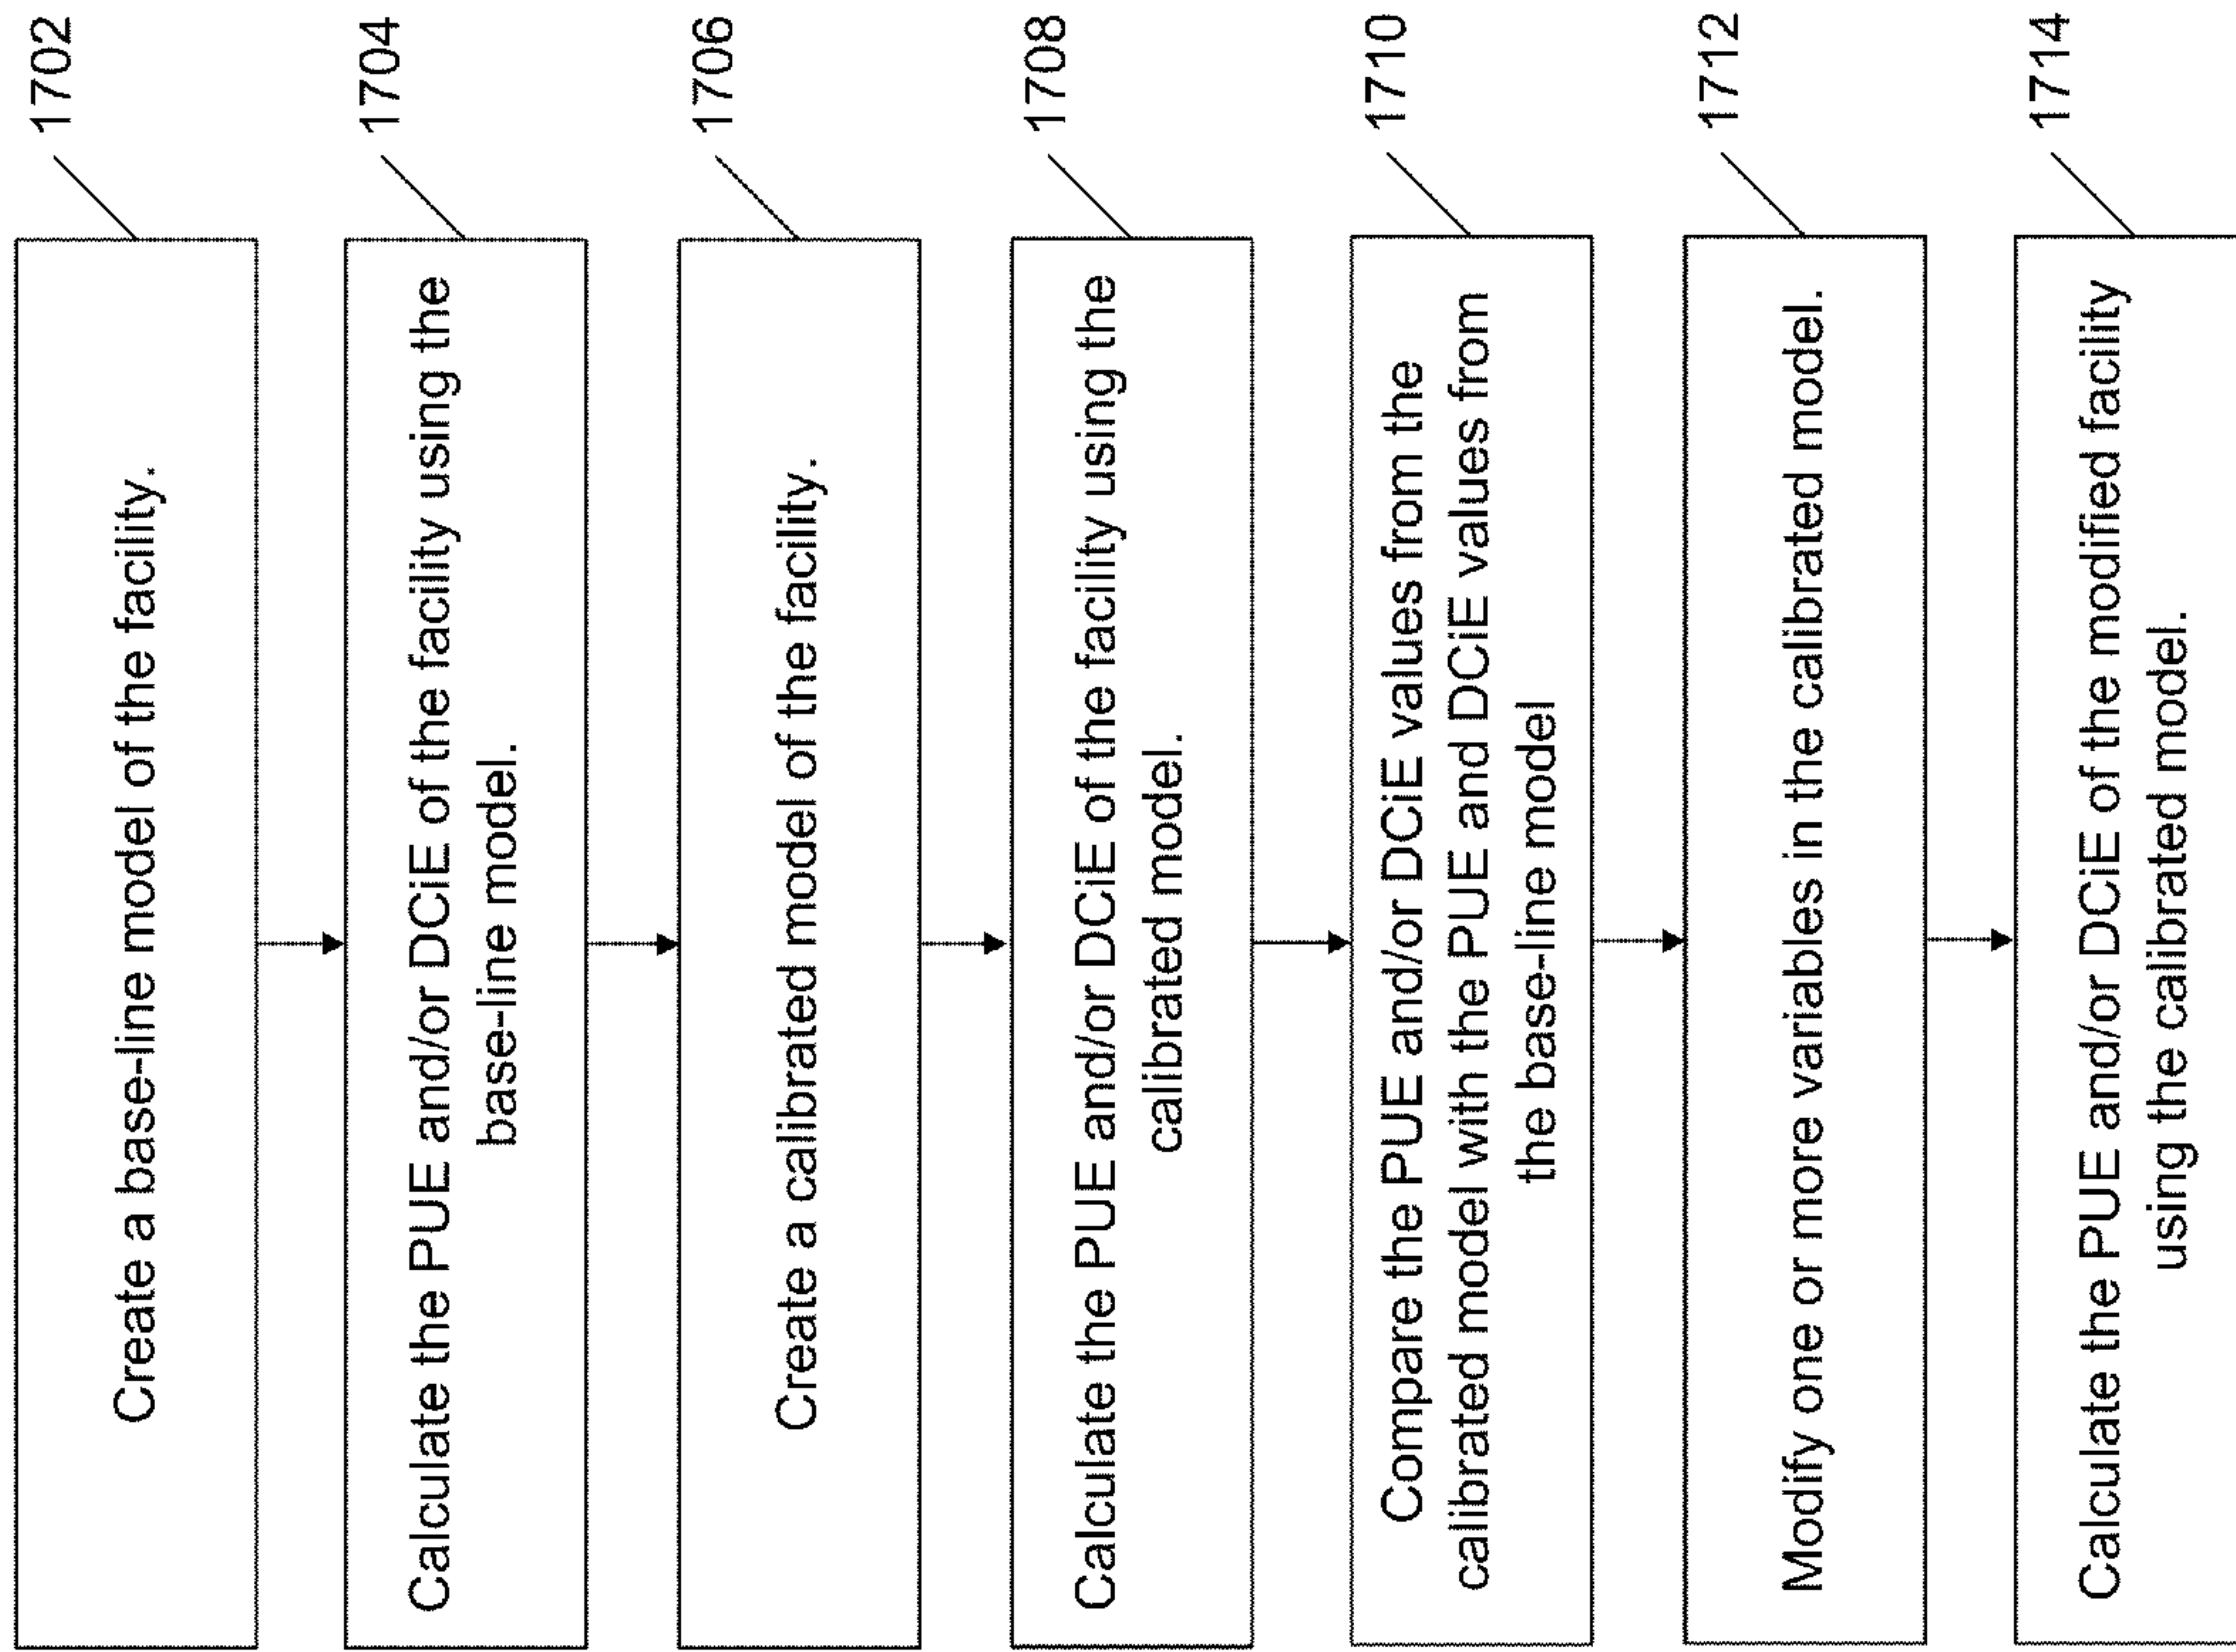 1702
Create a base-line model of the facility.
1704
Calculate the PUE and/or DCiE of the facility using the
base-line model.
1706
Create a calibrated model of the facility.
1708
Calculate the PUE and/or DCiE of the facility using the
calibrated model.
1710
Compare the PUE and/or DCiE values from the
calibrated model with the PUE and DCiE values from
the base-line model
1712
Modify one or more variables in the calibrated model.
1714
Calculate the PUE and/or DCiE of the modified facility
using the calibrated model.